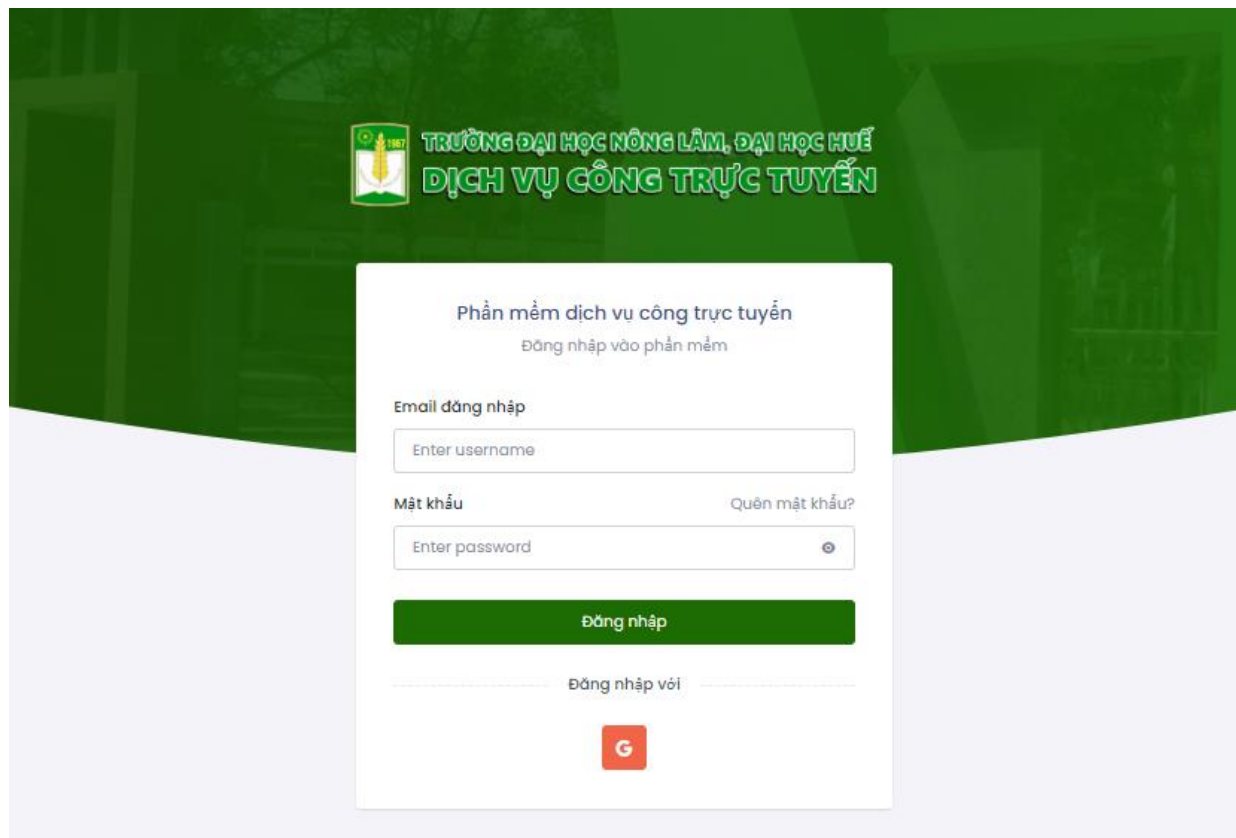 1967
TRƯỜNG ĐẠI HỌC NÔNG LÂM, ĐẠI HỌC HUẾ
DỊCH VỤ CÔNG TRỰC TUYẾN
Phần mềm dịch vụ công trực tuyến
Đăng nhập vào phần mềm
Email đăng nhập
Enter username
Mật khẩu Quên mật khẩu?
Enter password
Đăng nhập
Đăng nhập với
G